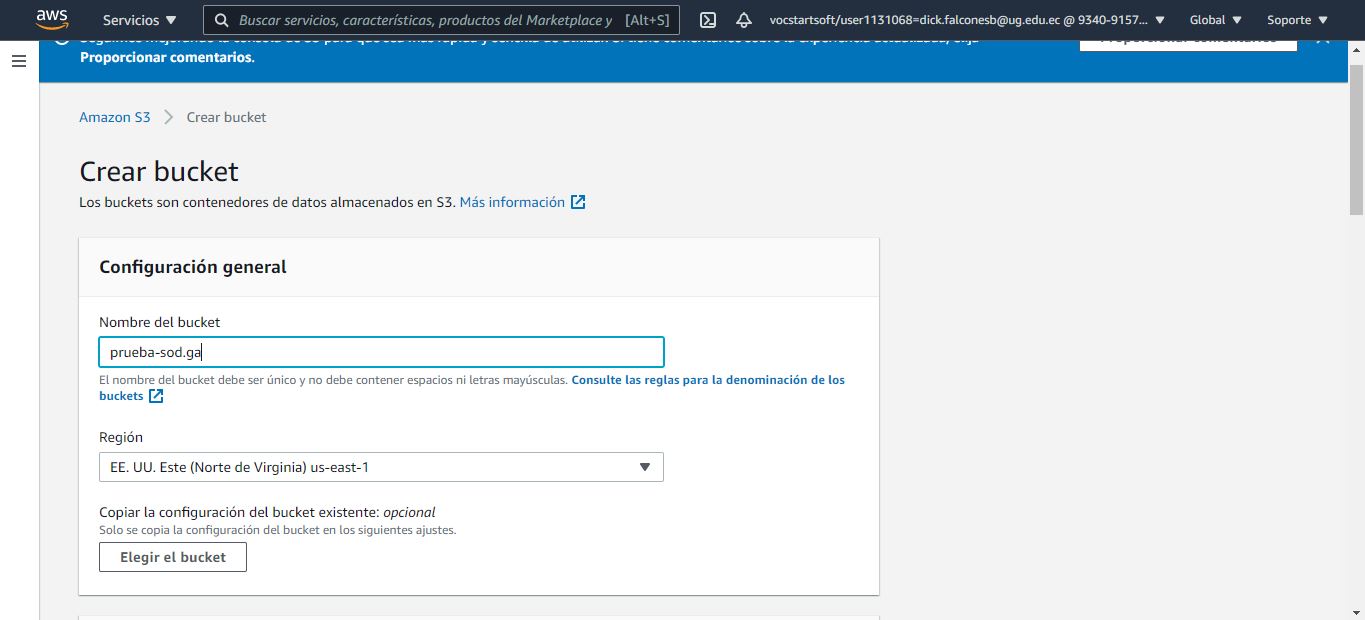 aws Servicios Buscar servicios, características, productos del Marketplace y [Alt+S] vocstartsoft/user1131068=dick.falconesb@ug.edu.ec @ 9340-9157... Global Soporte
Proporcionar comentarios.
Amazon S3 Crear bucket
Crear bucket
Los buckets son contenedores de datos almacenados en S3. Más información
Configuración general
Nombre del bucket
prueba-sod.ga
El nombre del bucket debe ser único y no debe contener espacios ni letras mayúsculas. Consulte las reglas para la denominación de los
buckets
Región
EE. UU. Este (Norte de Virginia) us-east-1
Copiar la configuración del bucket existente: opcional
Solo se copia la configuración del bucket en los siguientes ajustes.
Elegir el bucket